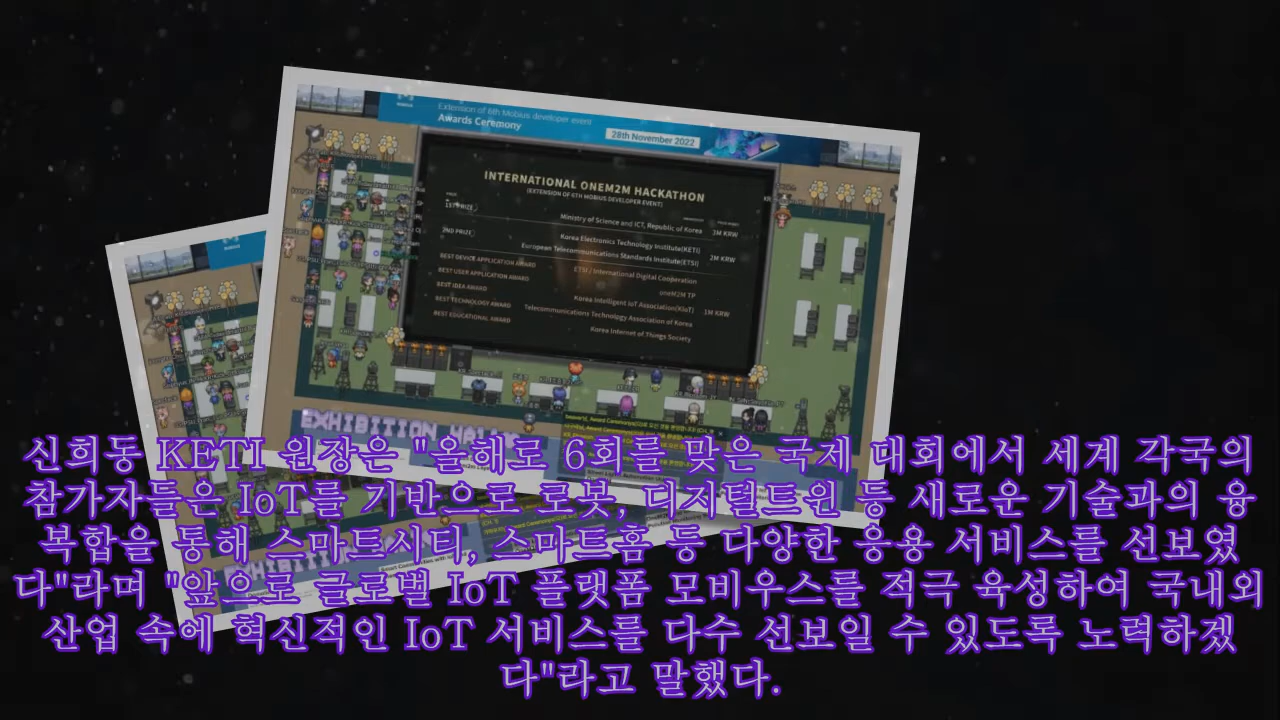 MOBIUS
Extension of 6th Mobius developer event
Awards Ceremony
28th November 2022
INTERNATIONAL ONEM2M HACKATHON
(EXTENSION OF 6TH MOBIUS DEVELOPER EVENT)
1ST PRIZE
Ministry of Science and ICT, Republic of Korea
3M KRW
2ND PRIZE
Korea Electronics Technology Institute(KETI)
European Telecommunications Standards Institute(ETSI)
2M KRW
BEST DEVICE APPLICATION AWARD
ETSI / International Digital Cooperation
BEST USER APPLICATION AWARD
oneM2M TP
BEST IDEA AWARD
Korea Intelligent IoT Association(KIoT)
1M KRW
BEST TECHNOLOGY AWARD
Telecommunications Technology Association of Korea
BEST EDUCATIONAL AWARD
Korea Internet of Things Society
EXHIBITION HALL
신희동 KETI 원장은 "올해로 6회를 맞은 국제 대회에서 세계 각국의
참가자들은 IoT를 기반으로 로봇, 디지털트윈 등 새로운 기술과의 융
복합을 통해 스마트시티, 스마트홈 등 다양한 응용 서비스를 선보였
다"라며 "앞으로 글로벌 IoT 플랫폼 모비우스를 적극 육성하여 국내외
산업 속에 혁신적인 IoT 서비스를 다수 선보일 수 있도록 노력하겠
다"라고 말했다.